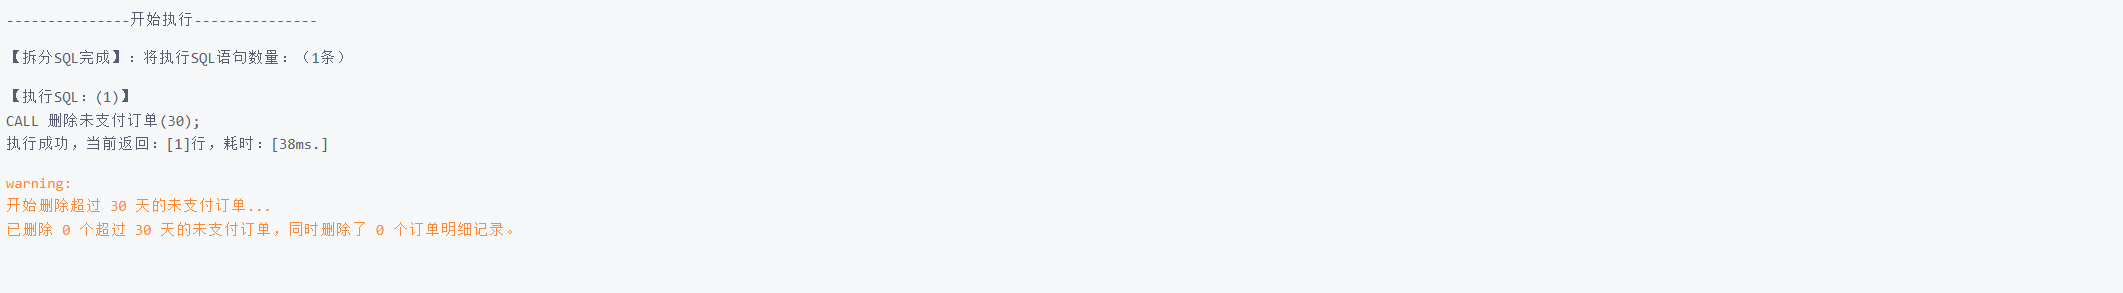 ---------------开始执行---------------
【拆分SQL完成】：将执行SQL语句数量：（1条）
【执行SQL：(1)】
CALL 删除未支付订单(30);
执行成功，当前返回：[1]行，耗时：[38ms.]
warning:
开始删除超过 30 天的未支付订单...
已删除 0 个超过 30 天的未支付订单，同时删除了 0 个订单明细记录。